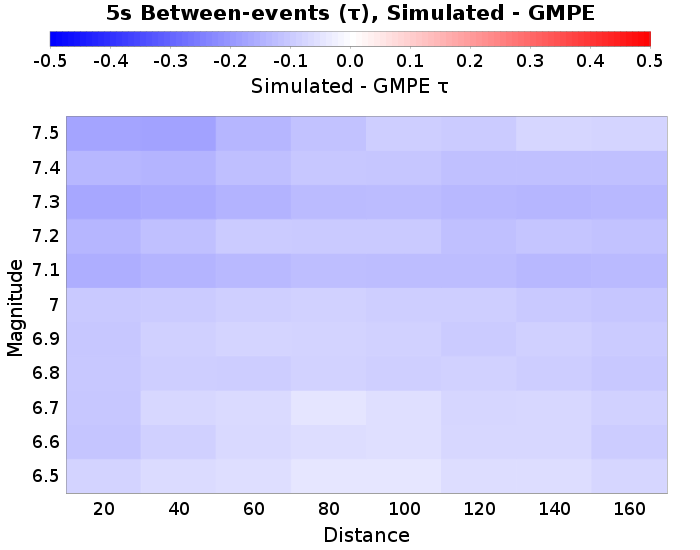 5s Between-events (τ), Simulated - GMPE
-0.5 -0.4 -0.3 -0.2 -0.1 0.0 0.1 0.2 0.3 0.4 0.5
Simulated - GMPE τ
Magnitude
7.5
7.4
7.3
7.2
7.1
7
6.9
6.8
6.7
6.6
6.5
20 40 60 80 100 120 140 160
Distance